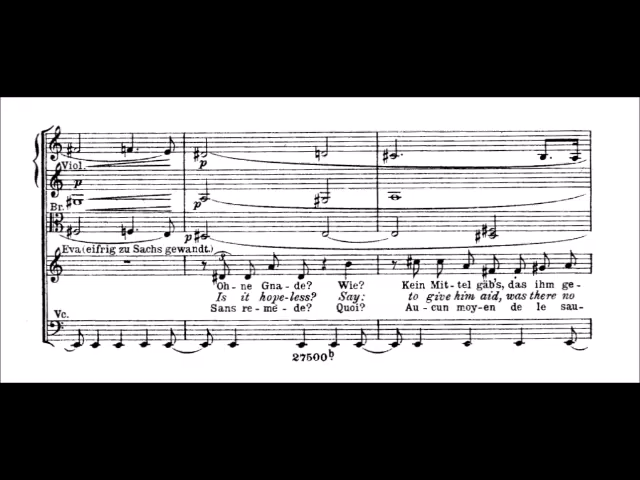 Viol.
p
p
Br.
p
p
Eva (eifrig zu Sachs gewandt.)
3
Oh-ne Gna-de? Wie? Kein Mit-tel gäb's, das ihm ge-
Is it hope-less? Say: to give him aid, was there no
Sans re-mè-de? Quoi? Au-cun moy-en de le sau-
Vc.
27500b